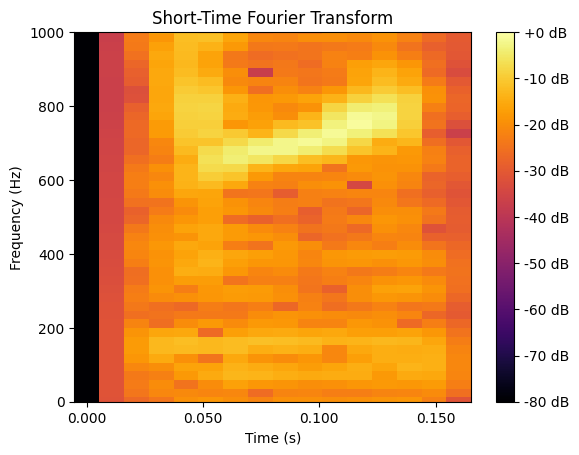 Short-Time Fourier Transform
1000
800
600
400
200
0
Frequency (Hz)
0.000
0.050
0.100
0.150
Time (s)
+0 dB
-10 dB
-20 dB
-30 dB
-40 dB
-50 dB
-60 dB
-70 dB
-80 dB